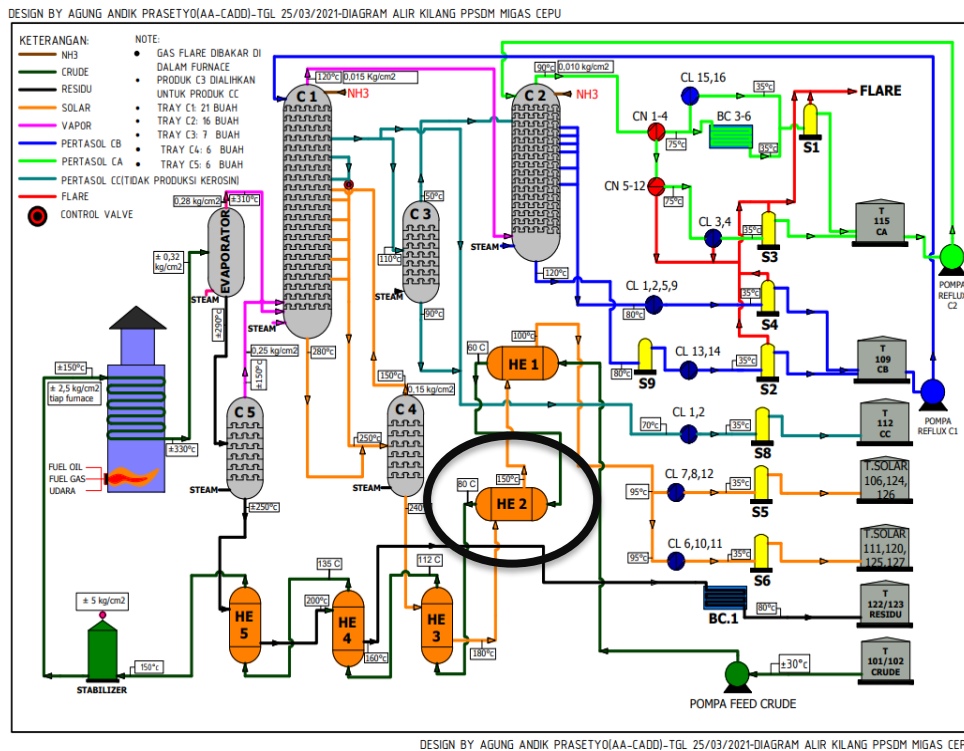 DESIGN BY AGUNG ANDIK PRASETYO(AA-CADD)-TGL 25/03/2021-DIAGRAM ALIR KILANG PPSDM MIGAS CEPU
KETERANGAN:
NH3
CRUDE
RESIDU
SOLAR
VAPOR
PERTASOL CB
PERTASOL CA
PERTASOL CC(TIDAK PRODUKSI KEROSIN)
FLARE
CONTROL VALVE
NOTE:
GAS FLARE DIBAKAR DI
DALAM FURNACE
PRODUK C3 DIALIHKAN
UNTUK PRODUK CC
TRAY C1: 21 BUAH
TRAY C2: 16 BUAH
TRAY C3: 7 BUAH
TRAY C4: 6 BUAH
TRAY C5: 6 BUAH
120°c
0,015 Kg/cm2
C 1
NH3
90°c
0,010 kg/cm2
C 2
NH3
CL 15,16
35°c
FLARE
CN 1-4
75°c
BC 3-6
35°c
S1
CN 5-12
75°c
CL 3,4
35°c
S3
T
115
CA
POMPA
REFLUX
C2
0,28 kg/cm2
±310°c
± 0,32
kg/cm2
EVAPORATOR
STEAM
±290°c
STEAM
0,25 kg/cm2
±150°c
280°c
50°c
C 3
110°c
STEAM
90°c
STEAM
120°c
CL 1,2,5,9
80°c
35°c
S4
T
109
CB
POMPA
REFLUX C1
S9
80°c
CL 13,14
35°c
S2
±150°c
± 2,5 kg/cm2
tiap furnace
±330°c
FUEL OIL
FUEL GAS
UDARA
C 5
STEAM
±250°c
150°c
0,15 kg/cm2
C 4
250°c
STEAM
240°
60 C
HE 1
100°c
150°c
80 C
HE 2
CL 1,2
70°c
35°c
S8
T
112
CC
CL 7,8,12
95°c
35°c
S5
T.SOLAR
106,124,
126
CL 6,10,11
95°c
35°c
S6
T.SOLAR
111,120,
125,127
± 5 kg/cm2
STABILIZER
150°c
HE
5
200°c
135 C
HE
4
160°c
112 C
HE
3
180°c
BC.1
80°c
T
122/123
RESIDU
POMPA FEED CRUDE
±30°c
T
101/102
CRUDE
DESIGN BY AGUNG ANDIK PRASETYO(AA-CADD)-TGL 25/03/2021-DIAGRAM ALIR KILANG PPSDM MIGAS CEP